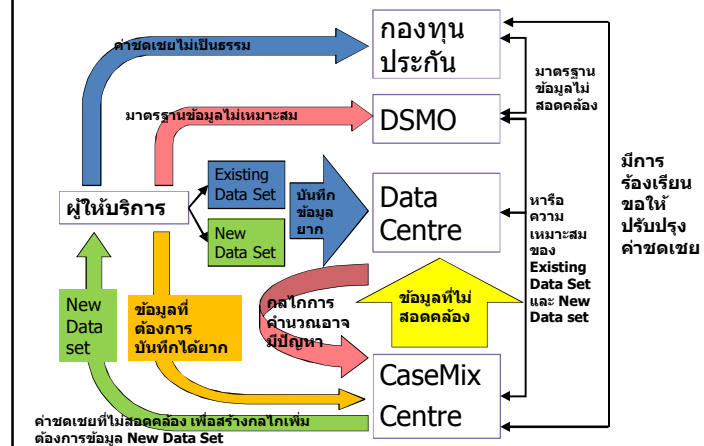 กองทุน
ประกัน
ค่าชดเชยไม่เป็นธรรม
มาตรฐาน
ข้อมูลไม่
สอดคล้อง
มาตรฐานข้อมูลไม่เหมาะสม
DSMO
มีการ
ร้องเรียน
ขอให้
ปรับปรุง
ค่าชดเชย
Existing
Data Set
ผู้ให้บริการ
New
Data Set
บันทึก
ข้อมูล
ยาก
Data
Centre
หารือ
ความ
เหมาะสม
ของ
Existing
Data Set
และ New
Data set
New
Data
set
ข้อมูลที่
ต้องการ
บันทึกได้ยาก
กลไกการ
คำนวณอาจ
มีปัญหา
ข้อมูลที่ไม่
สอดคล้อง
CaseMix
Centre
ค่าชดเชยที่ไม่สอดคล้อง เพื่อสร้างกลไกเพิ่ม
ต้องการข้อมูล New Data Set